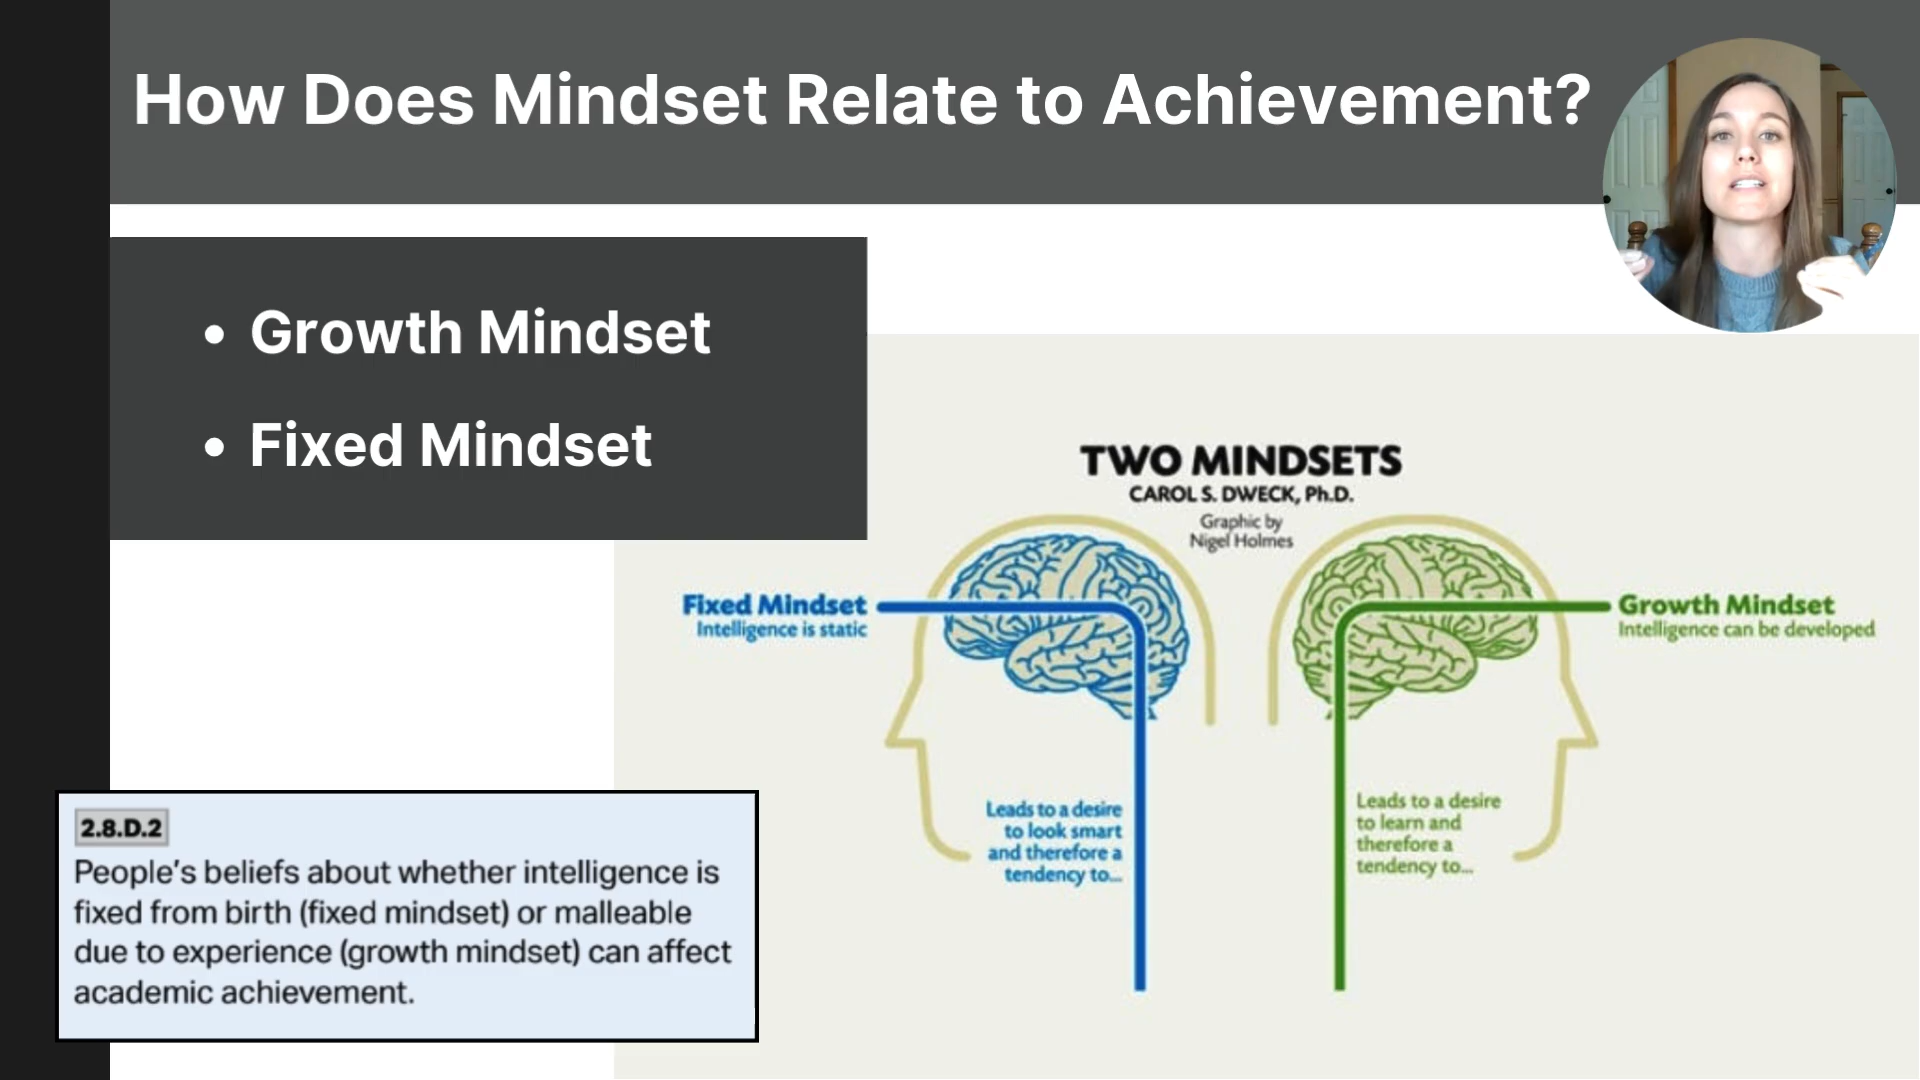 How Does Mindset Relate to Achievement?
• Growth Mindset
• Fixed Mindset
TWO MINDSETS
CAROL S. DWECK, Ph.D.
Graphic by
Nigel Holmes
Fixed Mindset
Intelligence is static
Growth Mindset
Intelligence can be developed
Leads to a desire
to look smart
and therefore a
tendency to...
Leads to a desire
to learn and
therefore a
tendency to...
2.8.D.2
People's beliefs about whether intelligence is
fixed from birth (fixed mindset) or malleable
due to experience (growth mindset) can affect
academic achievement.